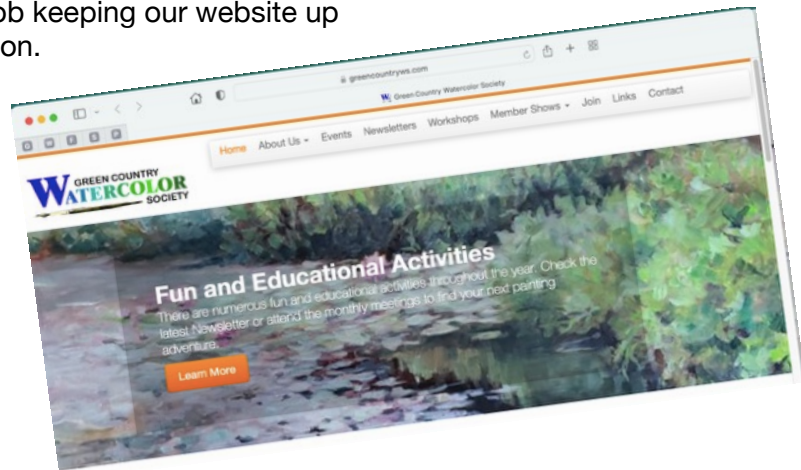 ob keeping our website up
on.
greencountryws.com
Green Country Watercolor Society
Home About Us Events Newsletters Workshops Member Shows Join Links Contact
GREEN COUNTRY
WATERCOLOR
SOCIETY
Fun and Educational Activities
There are numerous fun and educational activities throughout the year. Check the
latest Newsletter or attend the monthly meetings to find your next painting
adventure.
Learn More